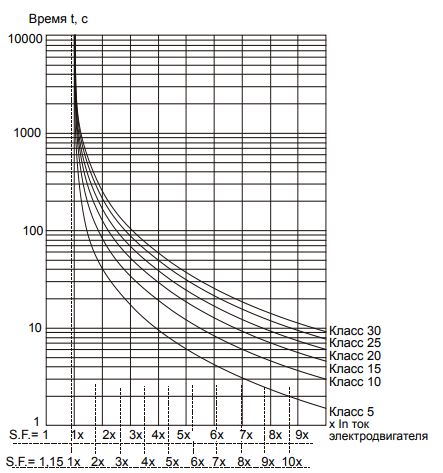 Время t, с
10000
1000
100
10
1
Класс 30
Класс 25
Класс 20
Класс 15
Класс 10
Класс 5
x In ток
электродвигателя
S.F.= 1 1x 2x 3x 4x 5x 6x 7x 8x 9x
S.F.= 1,15 1x 2x 3x 4x 5x 6x 7x 8x 9x 10x